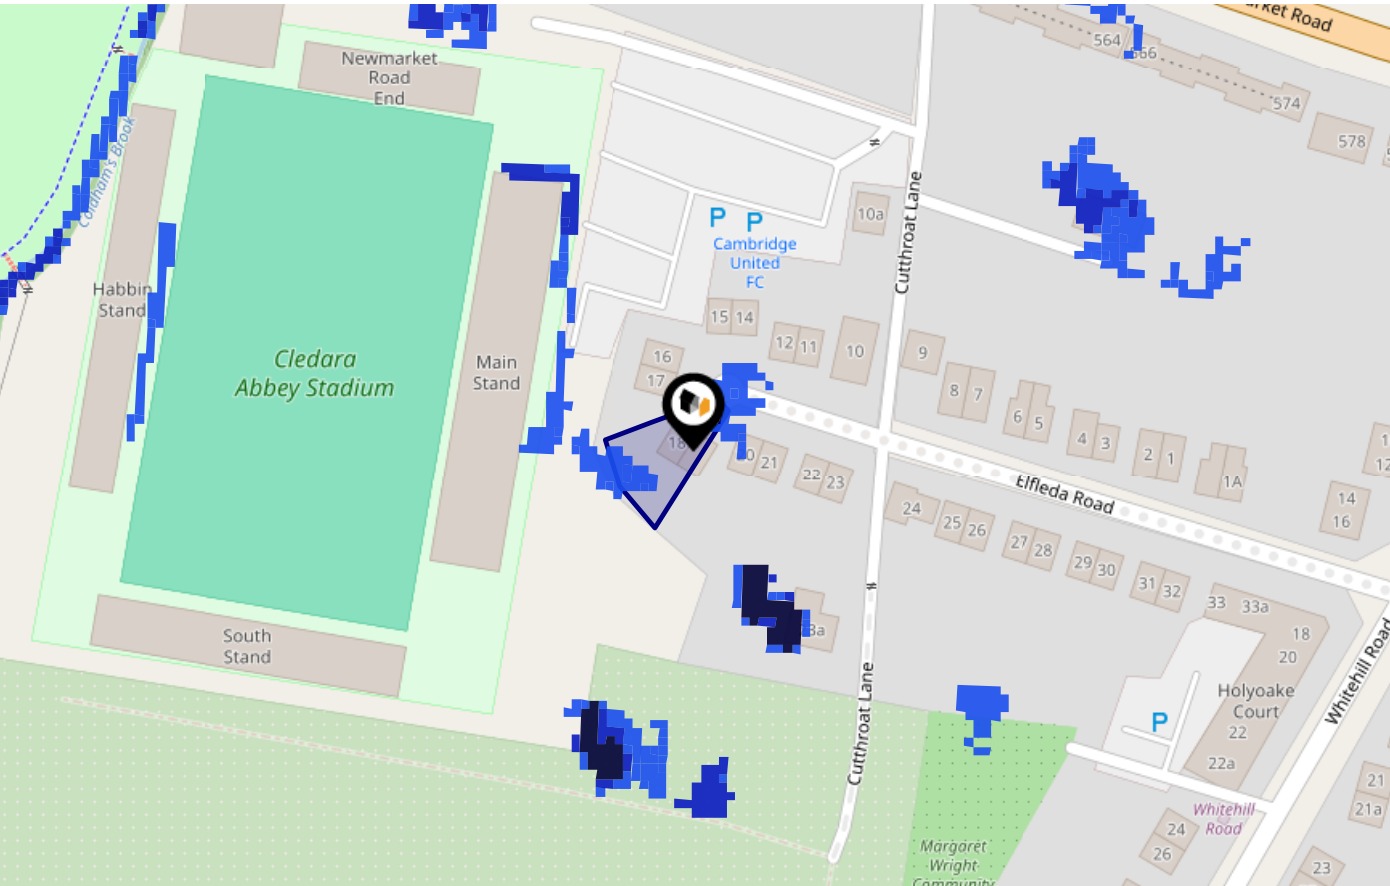 Market Road
564
566
574
578
Newmarket
Road
End
Coldham's Brook
Cutthroat Lane
10a
P P
Cambridge
United
FC
Habbin
Stand
Cledara
Abbey Stadium
Main
Stand
15 14
12 11
10
9
16
17
8 7
6 5
4 3
2 1
1A
18
21
22 23
Elfleda Road
14
16
12
24
25 26
27 28
29 30
31 32
33 33a
18
20
South
Stand
Cutthroat Lane
Whitehill Road
Holyoake
Court
22
22a
P
Whitehill
Road
21
21a
24
26
23
Margaret
Wright
Community